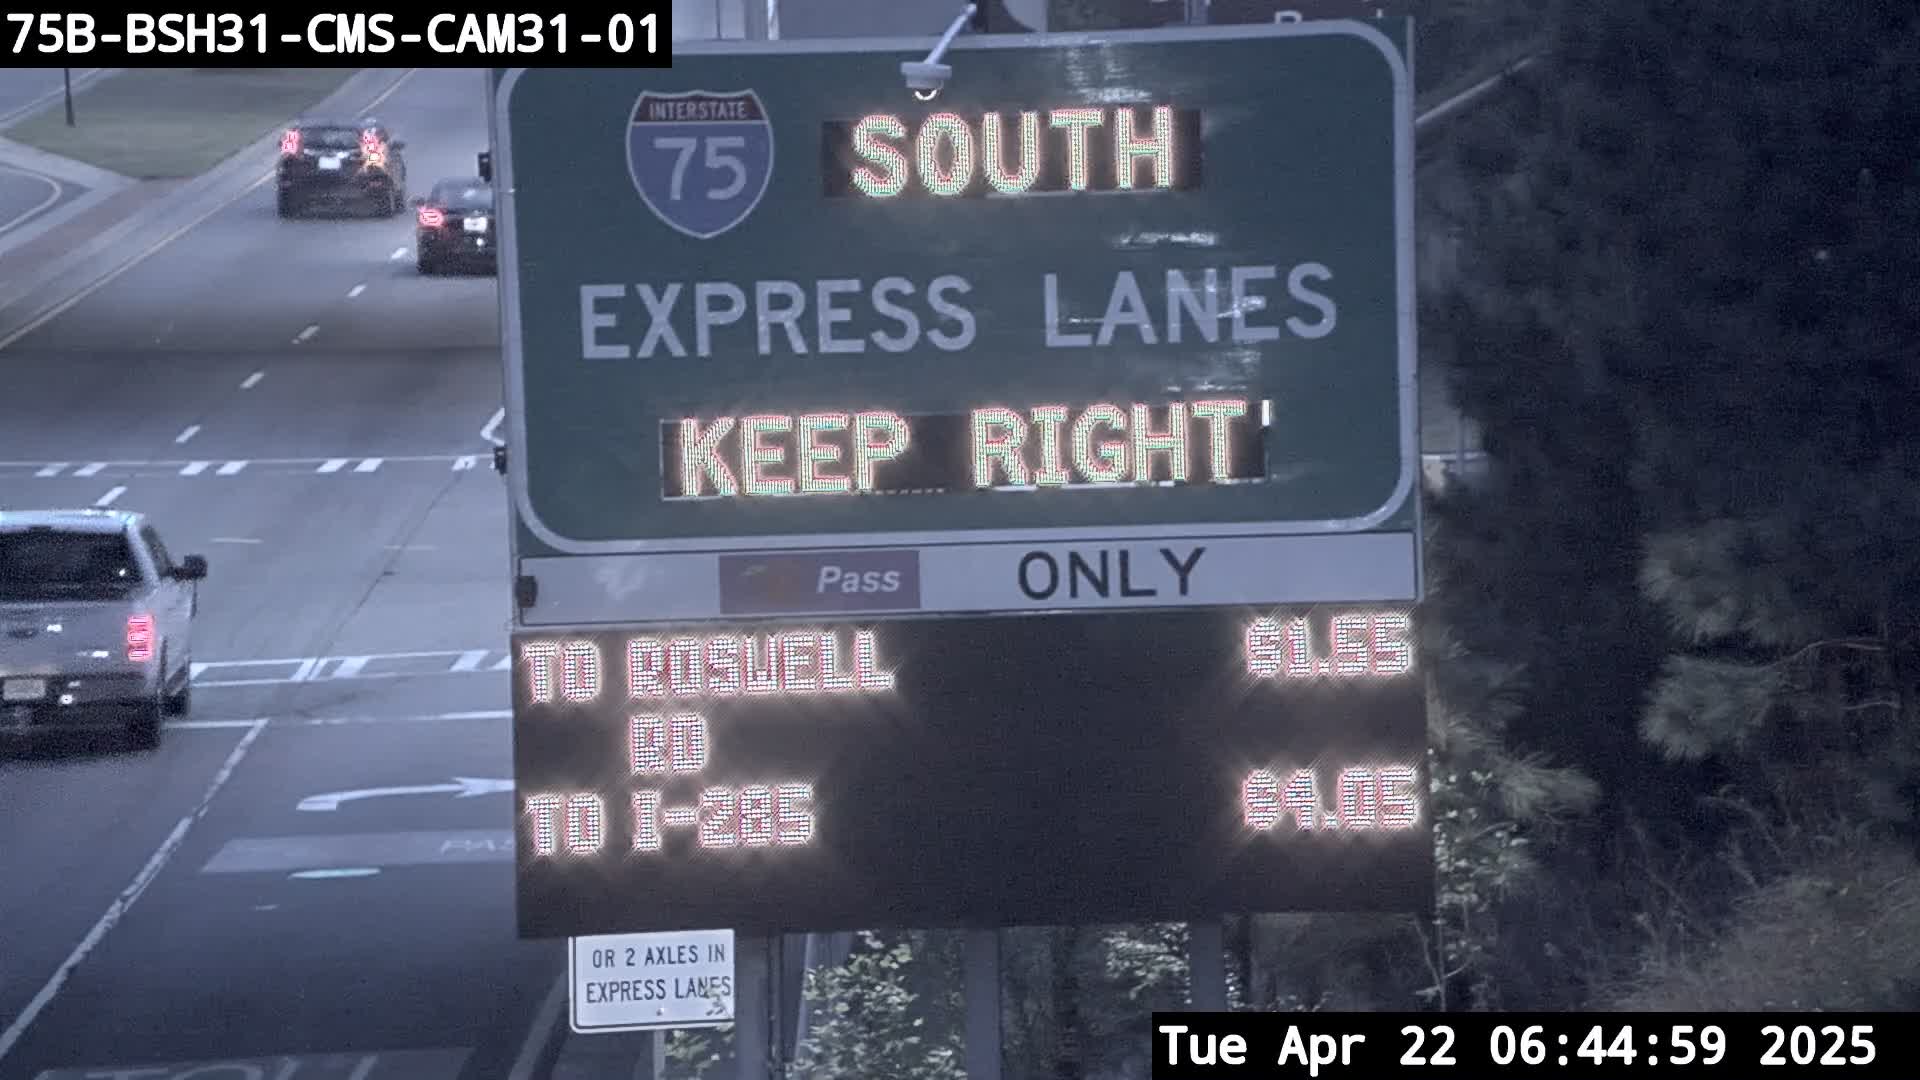 75B-BSH31-CMS-CAM31-01
INTERSTATE
75
SOUTH
EXPRESS LANES
KEEP RIGHT
Pass ONLY
TO ROSWELL $1.55
RD
TO I-285 $4.05
OR 2 AXLES IN
EXPRESS LANES
Tue Apr 22 06:44:59 2025